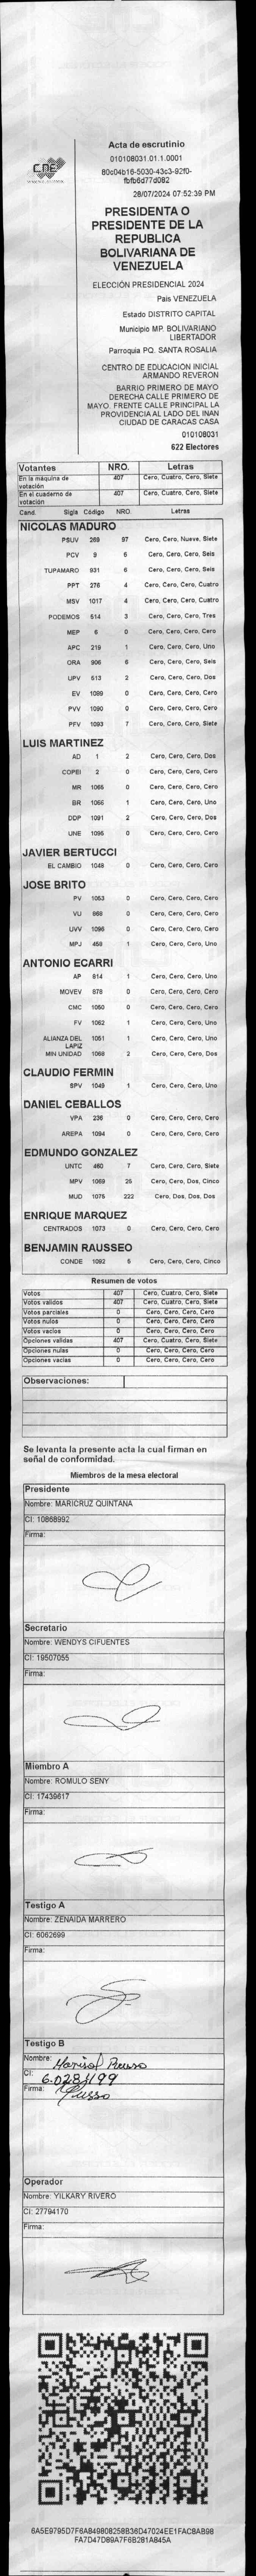 Acta de escrutinio
010108031.01.1.0001
80c04b16-5030-43c3-92f0-
fbfb6d77d082
28/07/2024 07:52:39 PM
CNE
PRESIDENTA O
PRESIDENTE DE LA
REPUBLICA
BOLIVARIANA DE
VENEZUELA
ELECCIÓN PRESIDENCIAL 2024
Pais VENEZUELA
Estado DISTRITO CAPITAL
Municipio MP. BOLIVARIANO
LIBERTADOR
Parroquia PQ. SANTA ROSALIA
CENTRO DE EDUCACIÓN INICIAL
ARMANDO REVERON
BARRIO PRIMERO DE MAYO
DERECHA CALLE PRIMERO DE
MAYO. FRENTE CALLE PRINCIPAL LA
PROVIDENCIA AL LADO DEL INAN
CIUDAD DE CARACAS CASA
010108031
622 Electores
Votantes NRO. Letras
En la máquina de votación 407 Cero, Cuatro, Cero, Siete
En el cuaderno de votación 407 Cero, Cuatro, Cero, Siete
Cand. Sigla Código NRO. Letras
NICOLAS MADURO
PSUV 269 97 Cero, Cero, Nueve, Siete
PCV 9 6 Cero, Cero, Cero, Seis
TUPAMARO 931 6 Cero, Cero, Cero, Seis
PPT 276 4 Cero, Cero, Cero, Cuatro
MSV 1017 4 Cero, Cero, Cero, Cuatro
PODEMOS 514 3 Cero, Cero, Cero, Tres
MEP 6 0 Cero, Cero, Cero, Cero
APC 219 1 Cero, Cero, Cero, Uno
ORA 906 6 Cero, Cero, Cero, Seis
UPV 513 2 Cero, Cero, Cero, Dos
EV 1089 0 Cero, Cero, Cero, Cero
PVV 1090 0 Cero, Cero, Cero, Cero
PFV 1093 7 Cero, Cero, Cero, Siete
LUIS MARTINEZ
AD 1 2 Cero, Cero, Cero, Dos
COPEI 2 0 Cero, Cero, Cero, Cero
MR 1065 0 Cero, Cero, Cero, Cero
BR 1066 1 Cero, Cero, Cero, Uno
DDP 1091 2 Cero, Cero, Cero, Dos
UNE 1095 0 Cero, Cero, Cero, Cero
JAVIER BERTUCCI
EL CAMBIO 1048 0 Cero, Cero, Cero, Cero
JOSE BRITO
PV 1053 0 Cero, Cero, Cero, Cero
VU 868 0 Cero, Cero, Cero, Cero
UVV 1096 0 Cero, Cero, Cero, Cero
MPJ 458 1 Cero, Cero, Cero, Uno
ANTONIO ECARRI
AP 814 1 Cero, Cero, Cero, Uno
MOVEV 878 0 Cero, Cero, Cero, Cero
CMC 1050 0 Cero, Cero, Cero, Cero
FV 1052 1 Cero, Cero, Cero, Uno
ALIANZA DEL LAPIZ 1051 1 Cero, Cero, Cero, Uno
MIN UNIDAD 1068 2 Cero, Cero, Cero, Dos
CLAUDIO FERMIN
SPV 1049 1 Cero, Cero, Cero, Uno
DANIEL CEBALLOS
VPA 236 0 Cero, Cero, Cero, Cero
AREPA 1094 0 Cero, Cero, Cero, Cero
EDMUNDO GONZALEZ
UNTC 460 7 Cero, Cero, Cero, Siete
MPV 1069 25 Cero, Cero, Dos, Cinco
MUD 1075 222 Cero, Dos, Dos, Dos
ENRIQUE MARQUEZ
CENTRADOS 1073 0 Cero, Cero, Cero, Cero
BENJAMIN RAUSSEO
CONDE 1092 5 Cero, Cero, Cero, Cinco
Resumen de votos
Votos 407 Cero, Cuatro, Cero, Siete
Votos validos 407 Cero, Cuatro, Cero, Siete
Votos parciales 0 Cero, Cero, Cero, Cero
Votos nulos 0 Cero, Cero, Cero, Cero
Votos vacios 0 Cero, Cero, Cero, Cero
Opciones validas 407 Cero, Cuatro, Cero, Siete
Opciones nulas 0 Cero, Cero, Cero, Cero
Opciones vacias 0 Cero, Cero, Cero, Cero
Observaciones:
Se levanta la presente acta la cual firman en
señal de conformidad.
Miembros de la mesa electoral
Presidente
Nombre: MARICRUZ QUINTANA
CI: 10868992
Firma:
Secretario
Nombre: WENDYS CIFUENTES
CI: 19507055
Firma:
Miembro A
Nombre: ROMULO SENY
CI: 17439617
Firma:
Testigo A
Nombre: ZENAIDA MARRERO
CI: 6062699
Firma:
Testigo B
Nombre: Marisol
CI: 6.028.199
Firma:
Operador
Nombre: YILKARY RIVERO
CI: 27794170
Firma:
6A5E9795D7F6A849808258B36D47024EE1FAC8AB98
FA7D47D89A7F6B281A845A